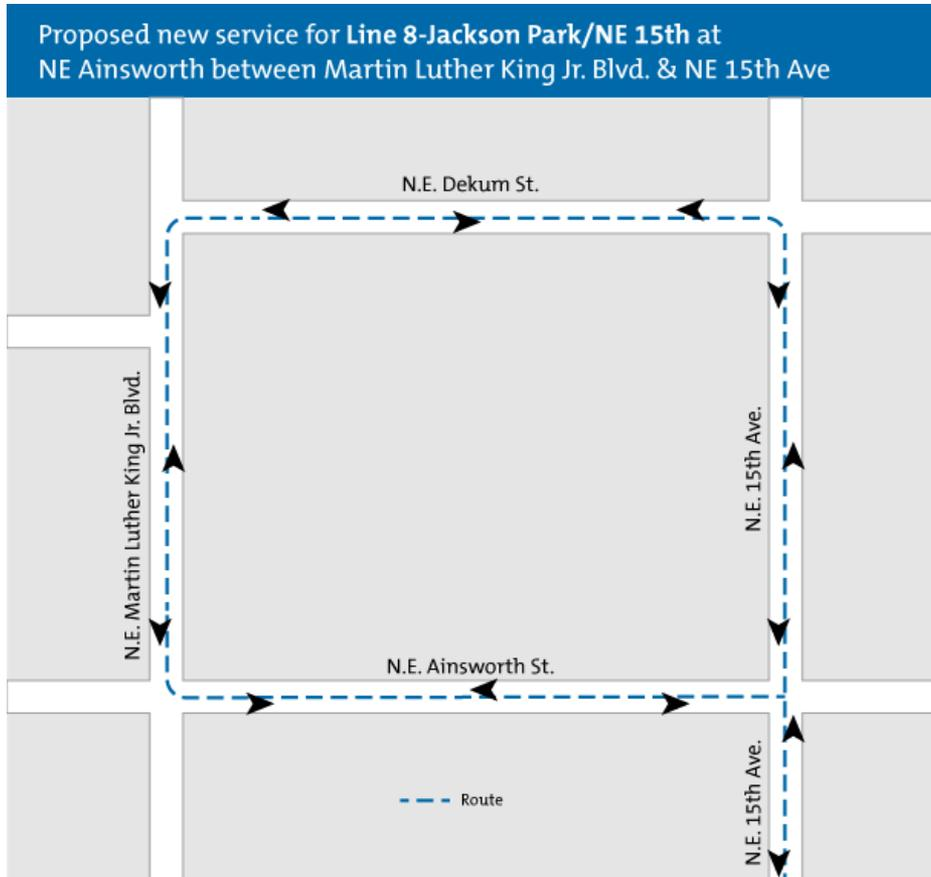 Proposed new service for Line 8-Jackson Park/NE 15th at
NE Ainsworth between Martin Luther King Jr. Blvd. & NE 15th Ave
N.E. Dekum St.
N.E. Martin Luther King Jr. Blvd.
N.E. 15th Ave.
N.E. Ainsworth St.
Route
N.E. 15th Ave.